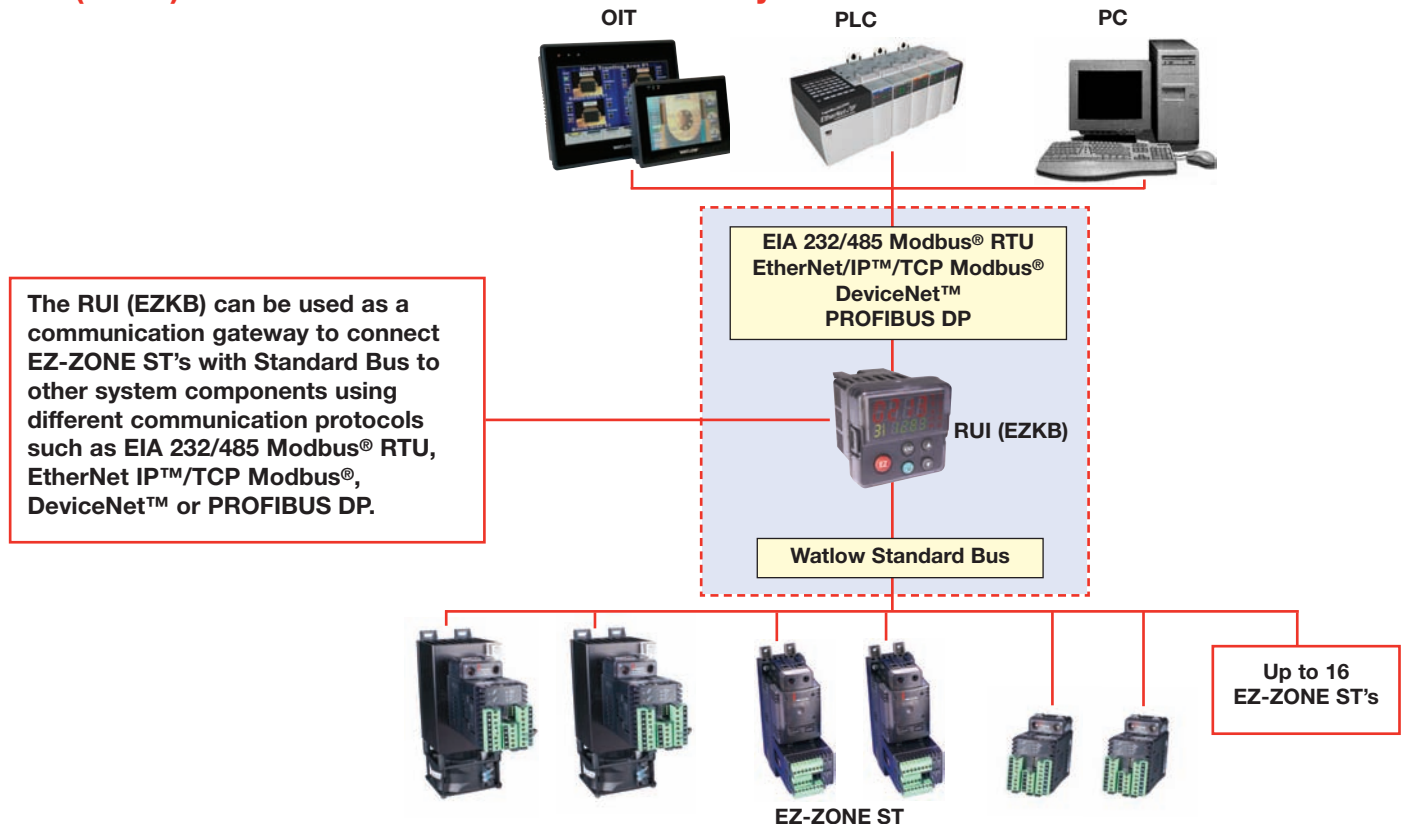 OIT
PLC
PC
EIA 232/485 Modbus® RTU
EtherNet/IP™/TCP Modbus®
DeviceNet™
PROFIBUS DP
The RUI (EZKB) can be used as a
communication gateway to connect
EZ-ZONE ST’s with Standard Bus to
other system components using
different communication protocols
such as EIA 232/485 Modbus® RTU,
EtherNet IP™/TCP Modbus®,
DeviceNet™ or PROFIBUS DP.
RUI (EZKB)
Watlow Standard Bus
Up to 16
EZ-ZONE ST’s
EZ-ZONE ST